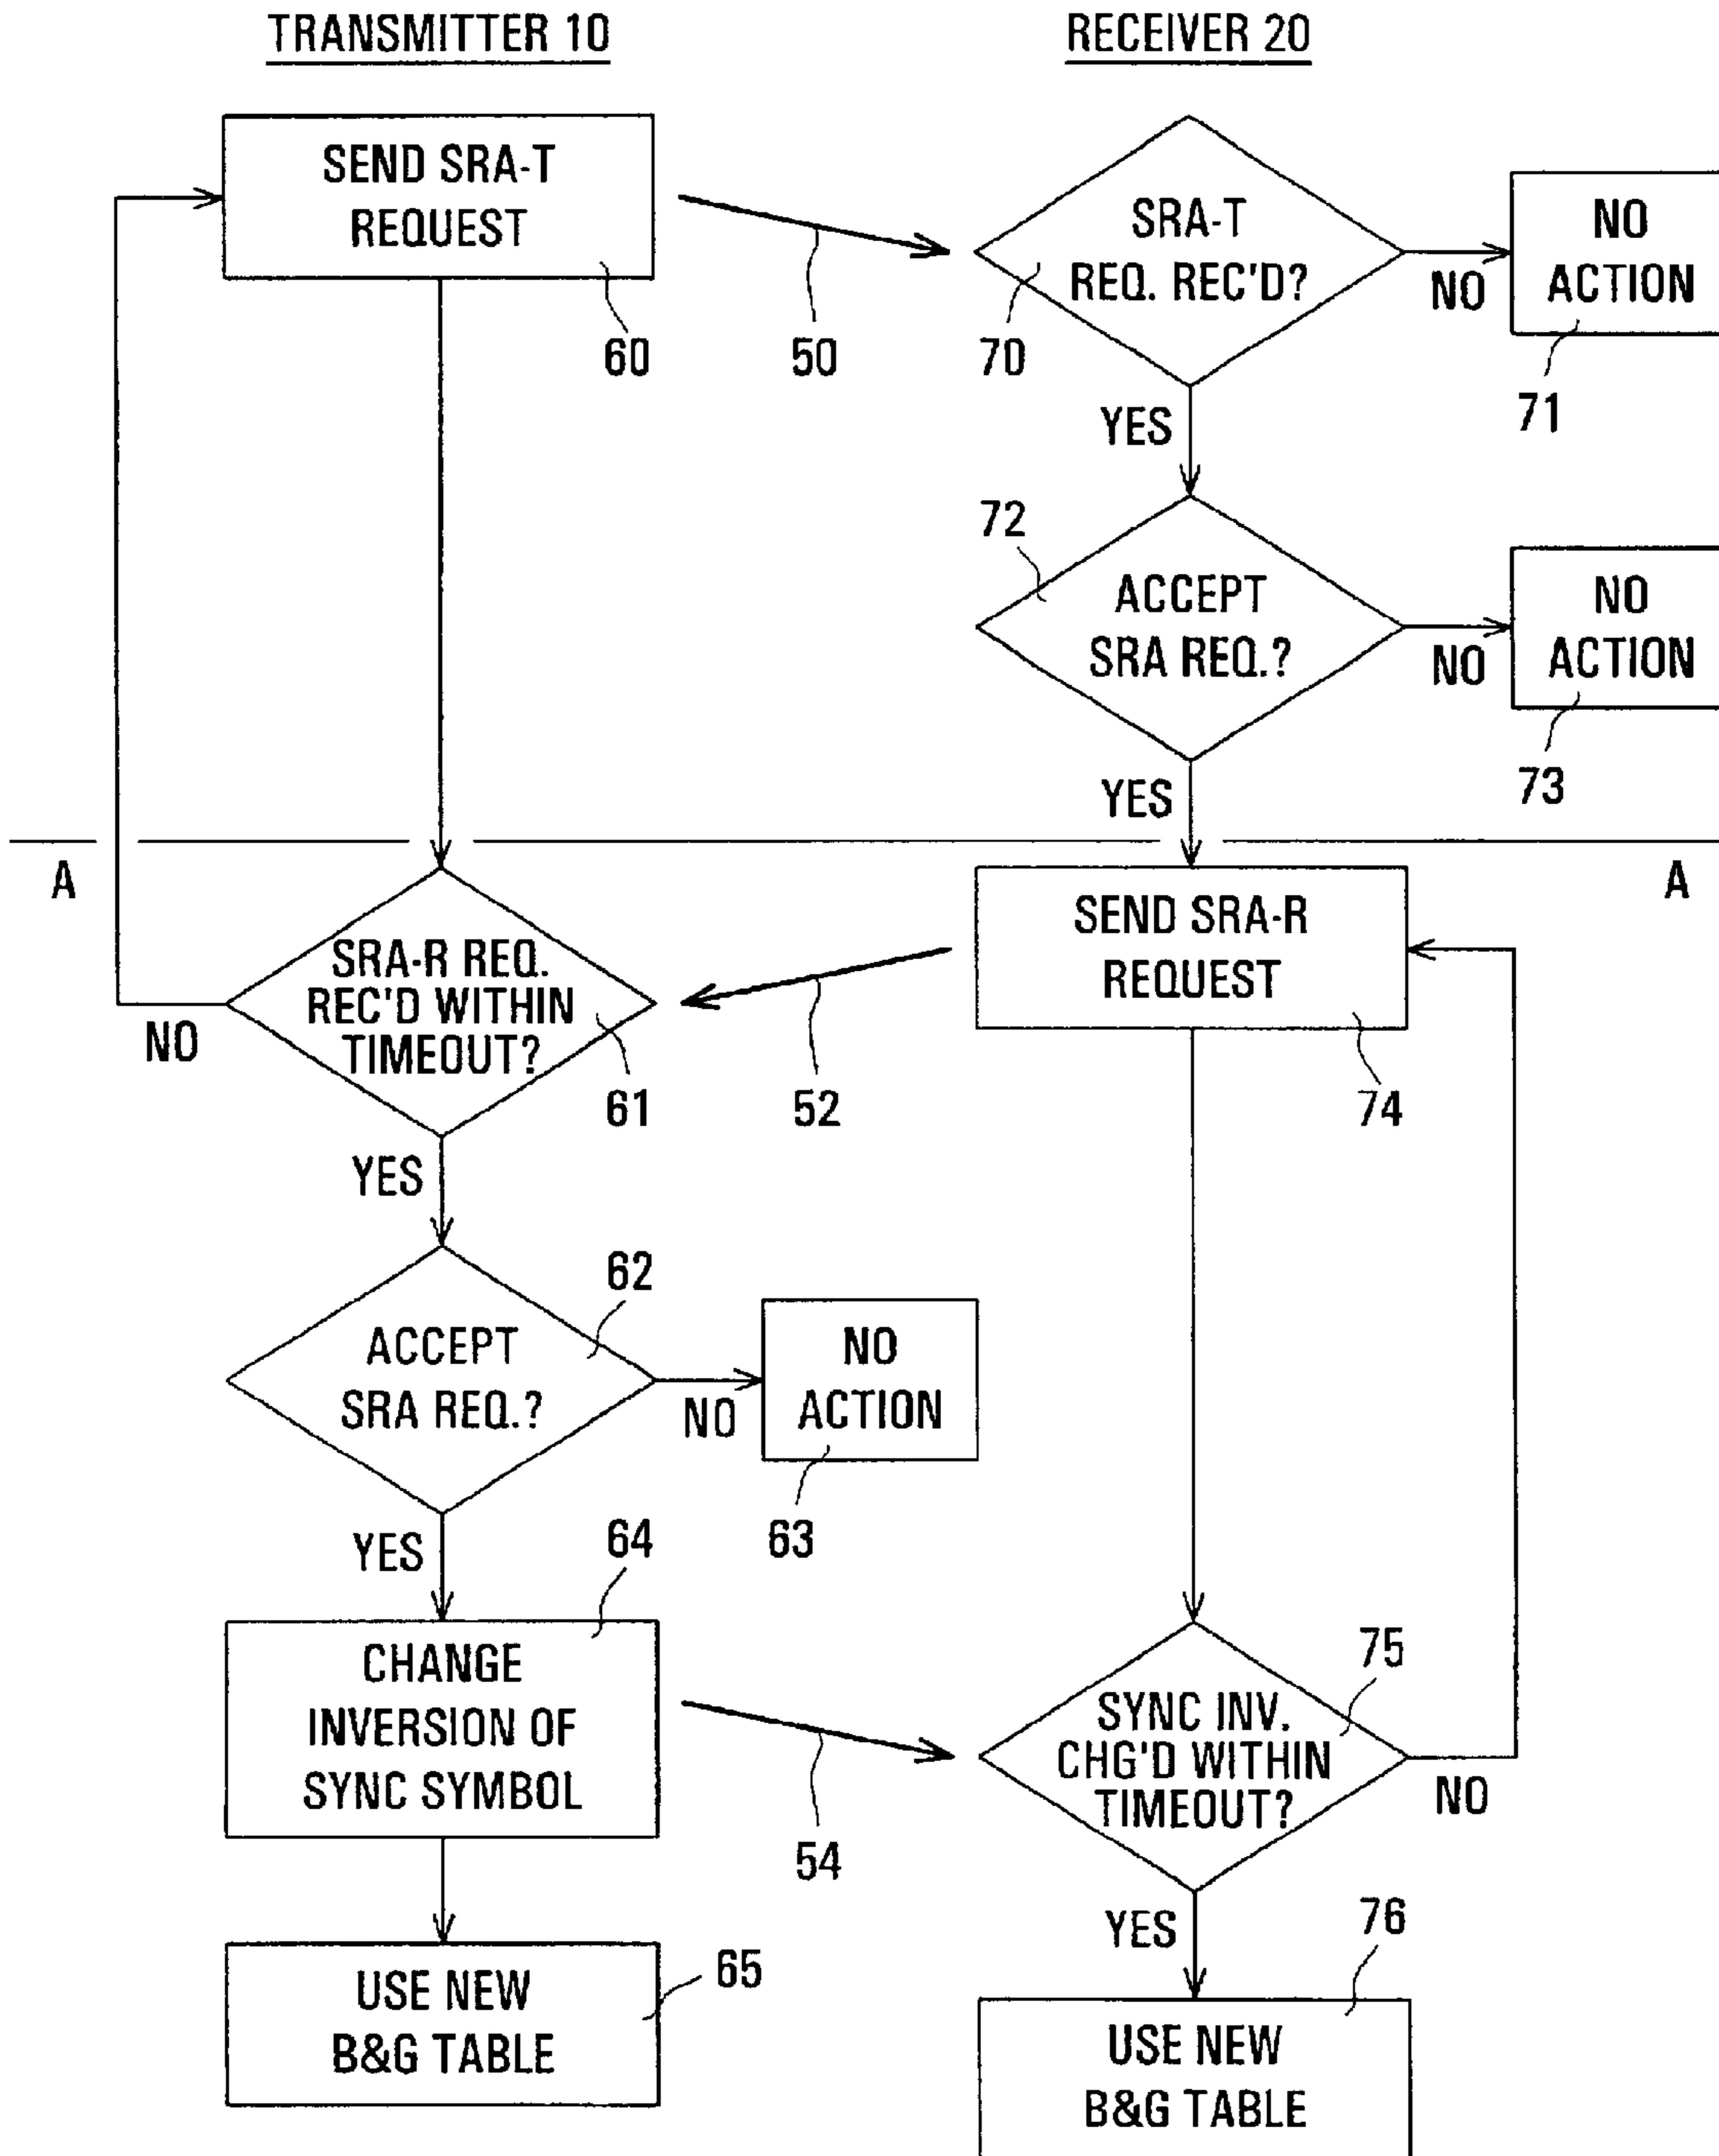 TRANSMITTER 10
RECEIVER 20
SEND SRA-T
REQUEST
60
50
SRA-T
REQ. REC'D?
70
NO
NO
ACTION
71
YES
72
ACCEPT
SRA REQ.?
NO
NO
ACTION
73
YES
A
A
SRA-R REQ.
REC'D WITHIN
TIMEOUT?
NO
61
52
SEND SRA-R
REQUEST
74
YES
62
ACCEPT
SRA REQ.?
NO
NO
ACTION
63
YES
64
CHANGE
INVERSION OF
SYNC SYMBOL
54
75
SYNC INV.
CHG'D WITHIN
TIMEOUT?
NO
YES
76
USE NEW
B&G TABLE
65
USE NEW
B&G TABLE